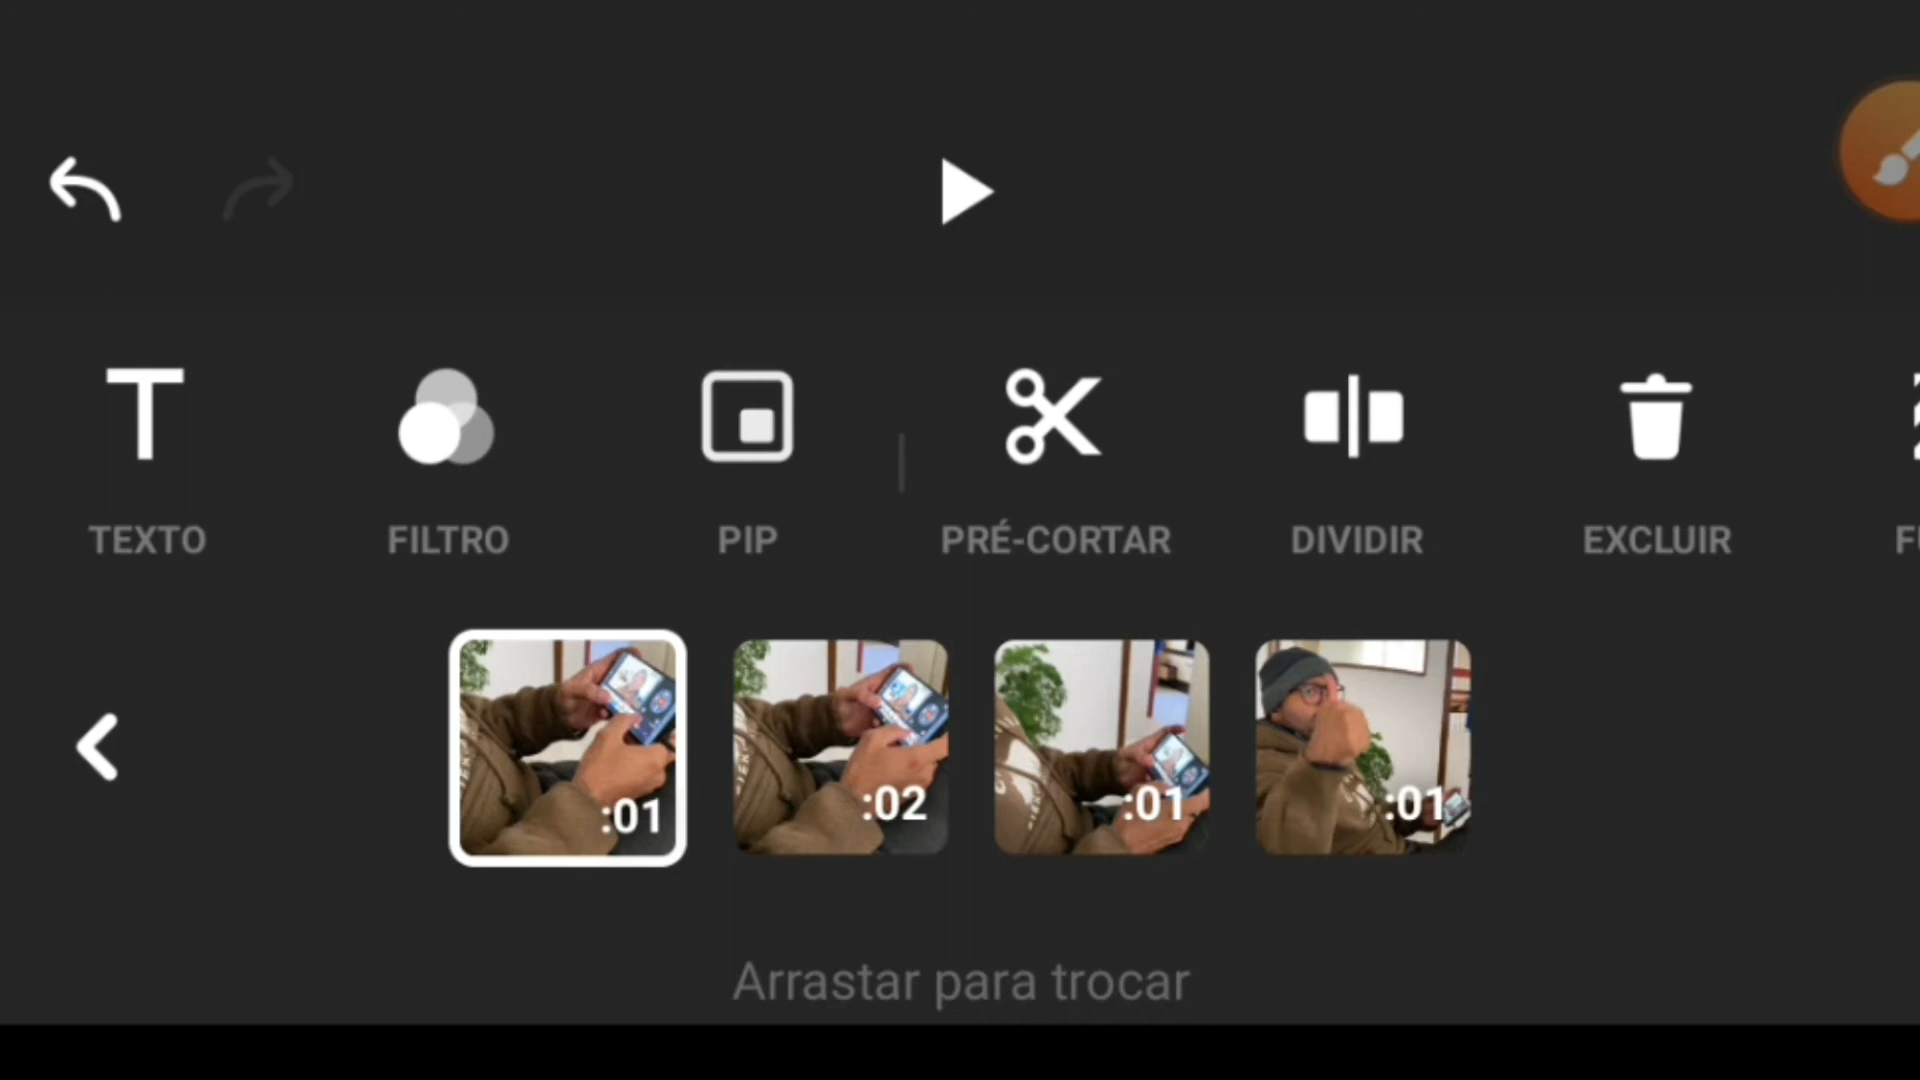 TEXTO FILTRO PIP PRÉ-CORTAR DIVIDIR EXCLUIR
:01 :02 :01 :01
Arrastar para trocar